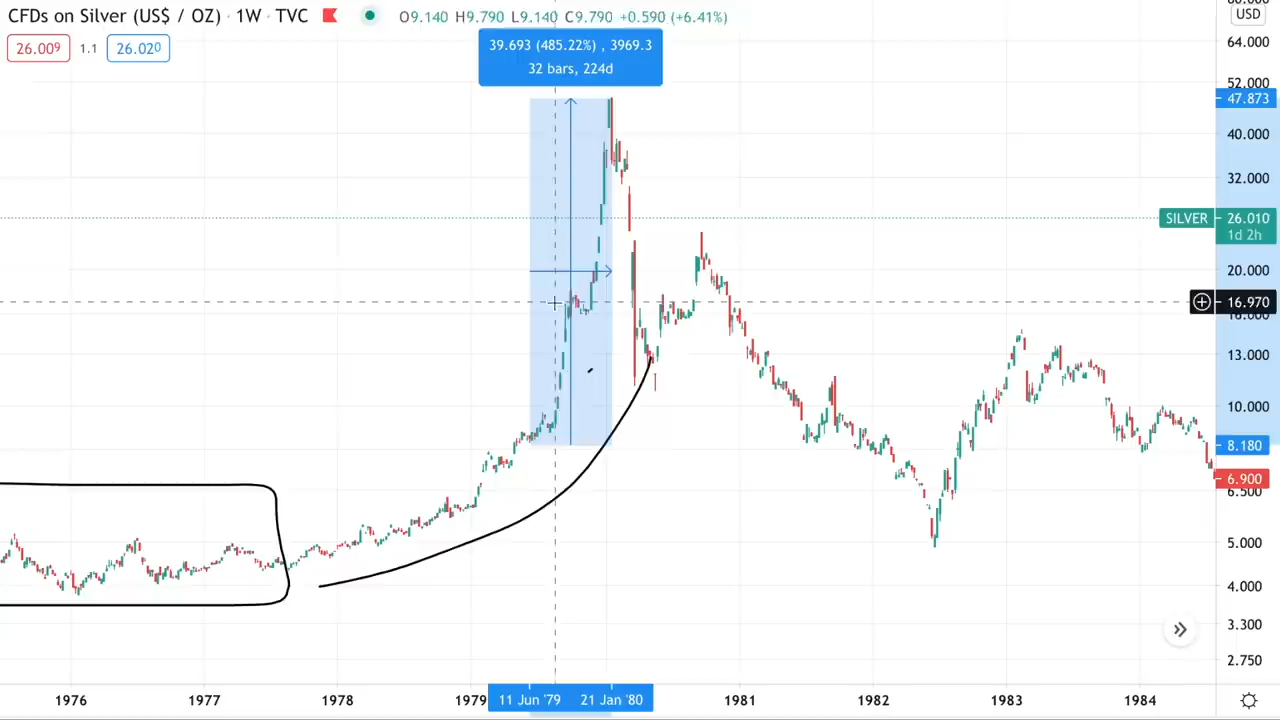 CFDs on Silver (US$ / OZ) · 1W · TVC O9.140 H9.790 L9.140 C9.790 +0.590 (+6.41%)
26.009 1.1 26.020
39.693 (485.22%) , 3969.3
32 bars, 224d
USD
64.000
52.000
47.873
40.000
32.000
SILVER 26.010
1d 2h
20.000
16.970
16.000
13.000
10.000
8.180
6.900
6.500
5.000
4.000
3.300
2.750
1976 1977 1978 1979 11 Jun '79 21 Jan '80 1981 1982 1983 1984